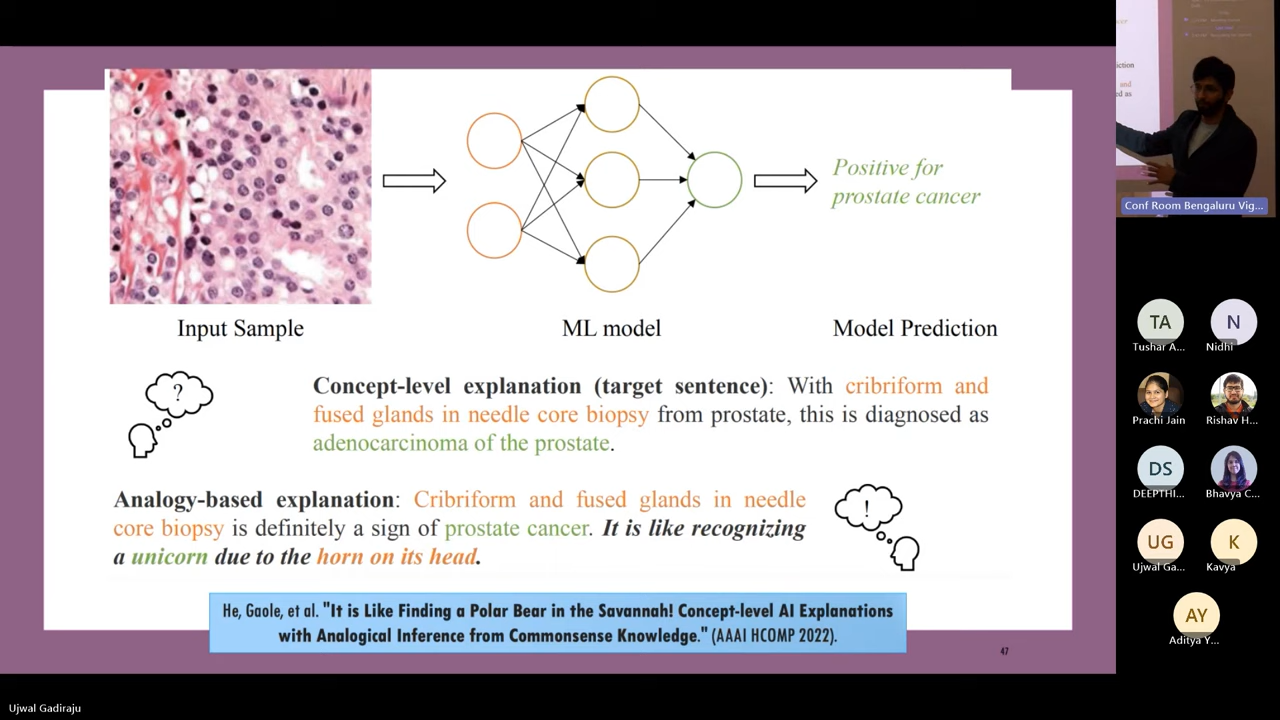 Positive for
prostate cancer
Input Sample
ML model
Model Prediction
?
Concept-level explanation (target sentence): With cribriform and
fused glands in needle core biopsy from prostate, this is diagnosed as
adenocarcinoma of the prostate.
Analogy-based explanation: Cribriform and fused glands in needle
core biopsy is definitely a sign of prostate cancer. It is like recognizing
a unicorn due to the horn on its head.
!
He, Gaole, et al. "It is Like Finding a Polar Bear in the Savannah! Concept-level AI Explanations
with Analogical Inference from Commonsense Knowledge." (AAAI HCOMP 2022).
47
Conf Room Bengaluru Vig...
TA
Tushar A...
N
Nidhi
Prachi Jain
Rishav H...
DS
DEEPTHI...
Bhavya C...
UG
Ujwal Ga...
K
Kavya
AY
Aditya Y...
Ujwal Gadiraju